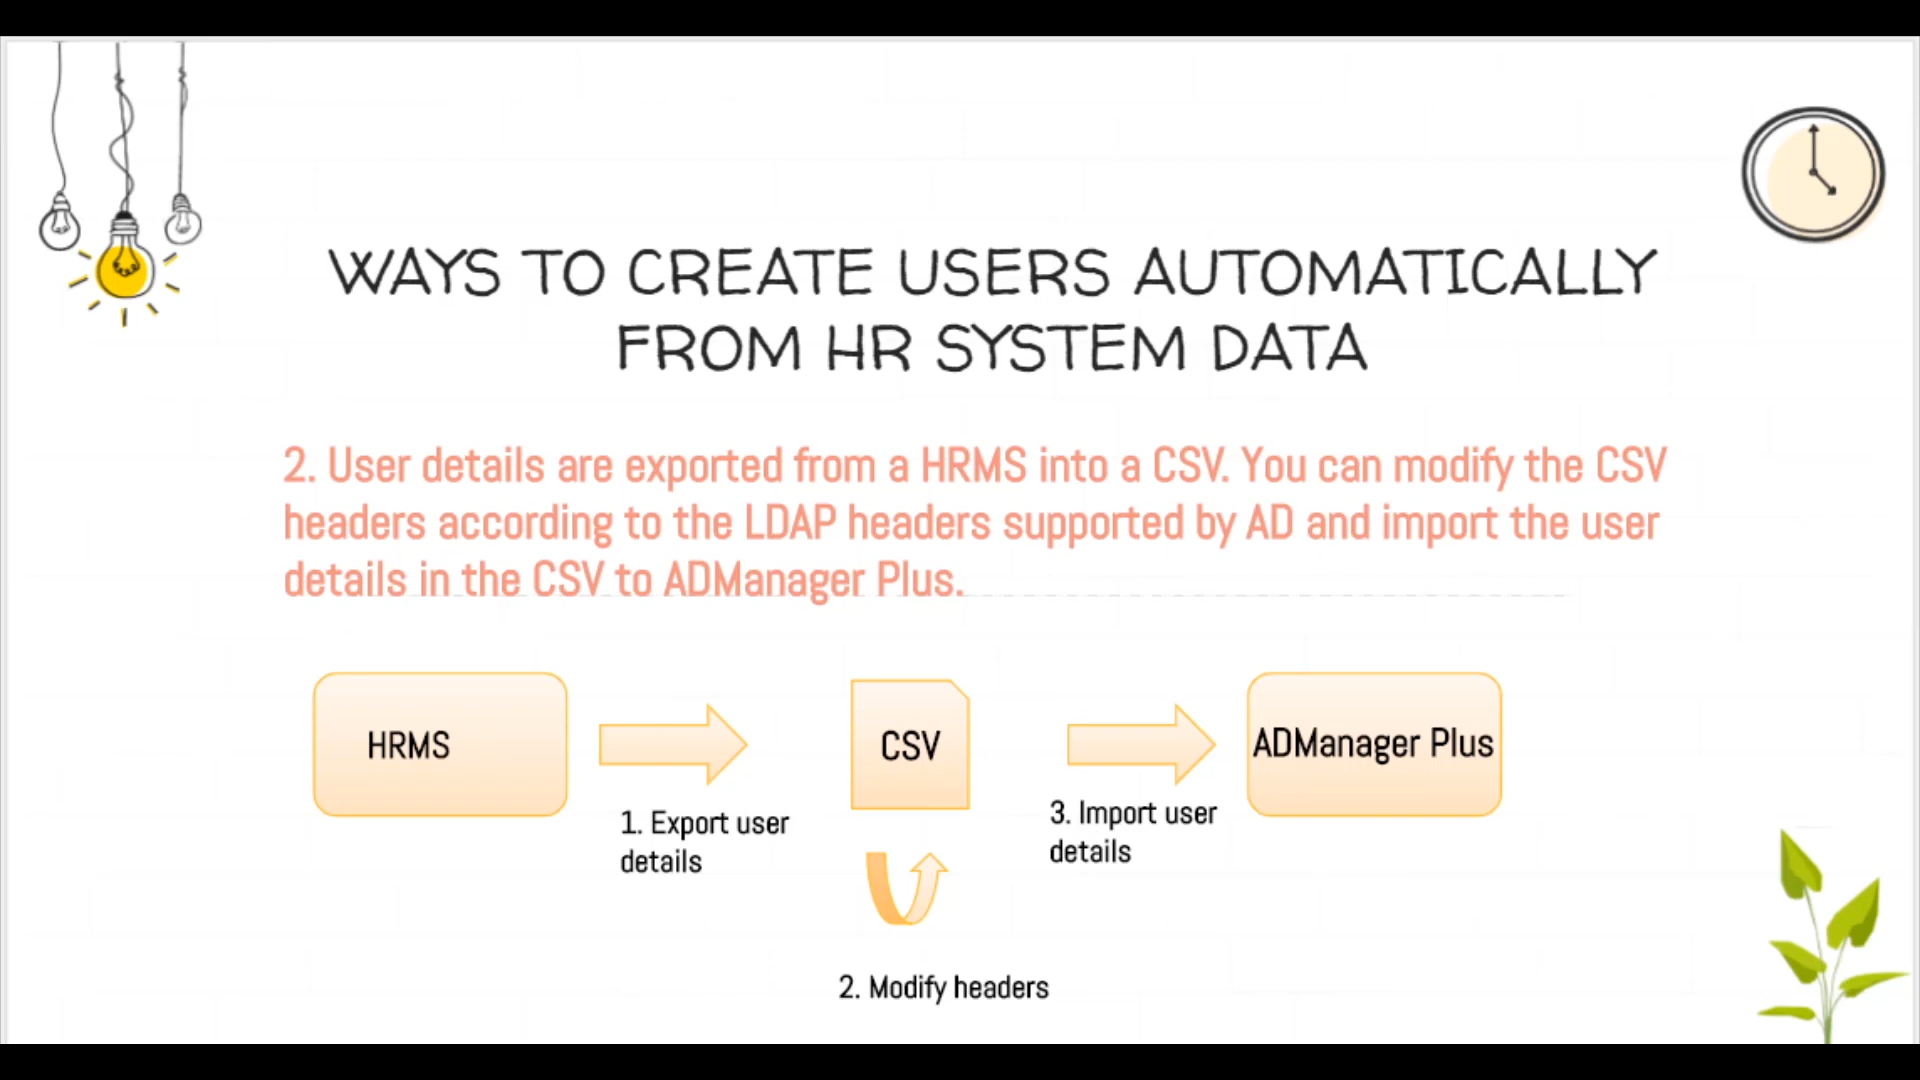 WAYS TO CREATE USERS AUTOMATICALLY
FROM HR SYSTEM DATA
2. User details are exported from a HRMS into a CSV. You can modify the CSV
headers according to the LDAP headers supported by AD and import the user
details in the CSV to ADManager Plus.
HRMS
CSV
ADManager Plus
1. Export user
details
3. Import user
details
2. Modify headers